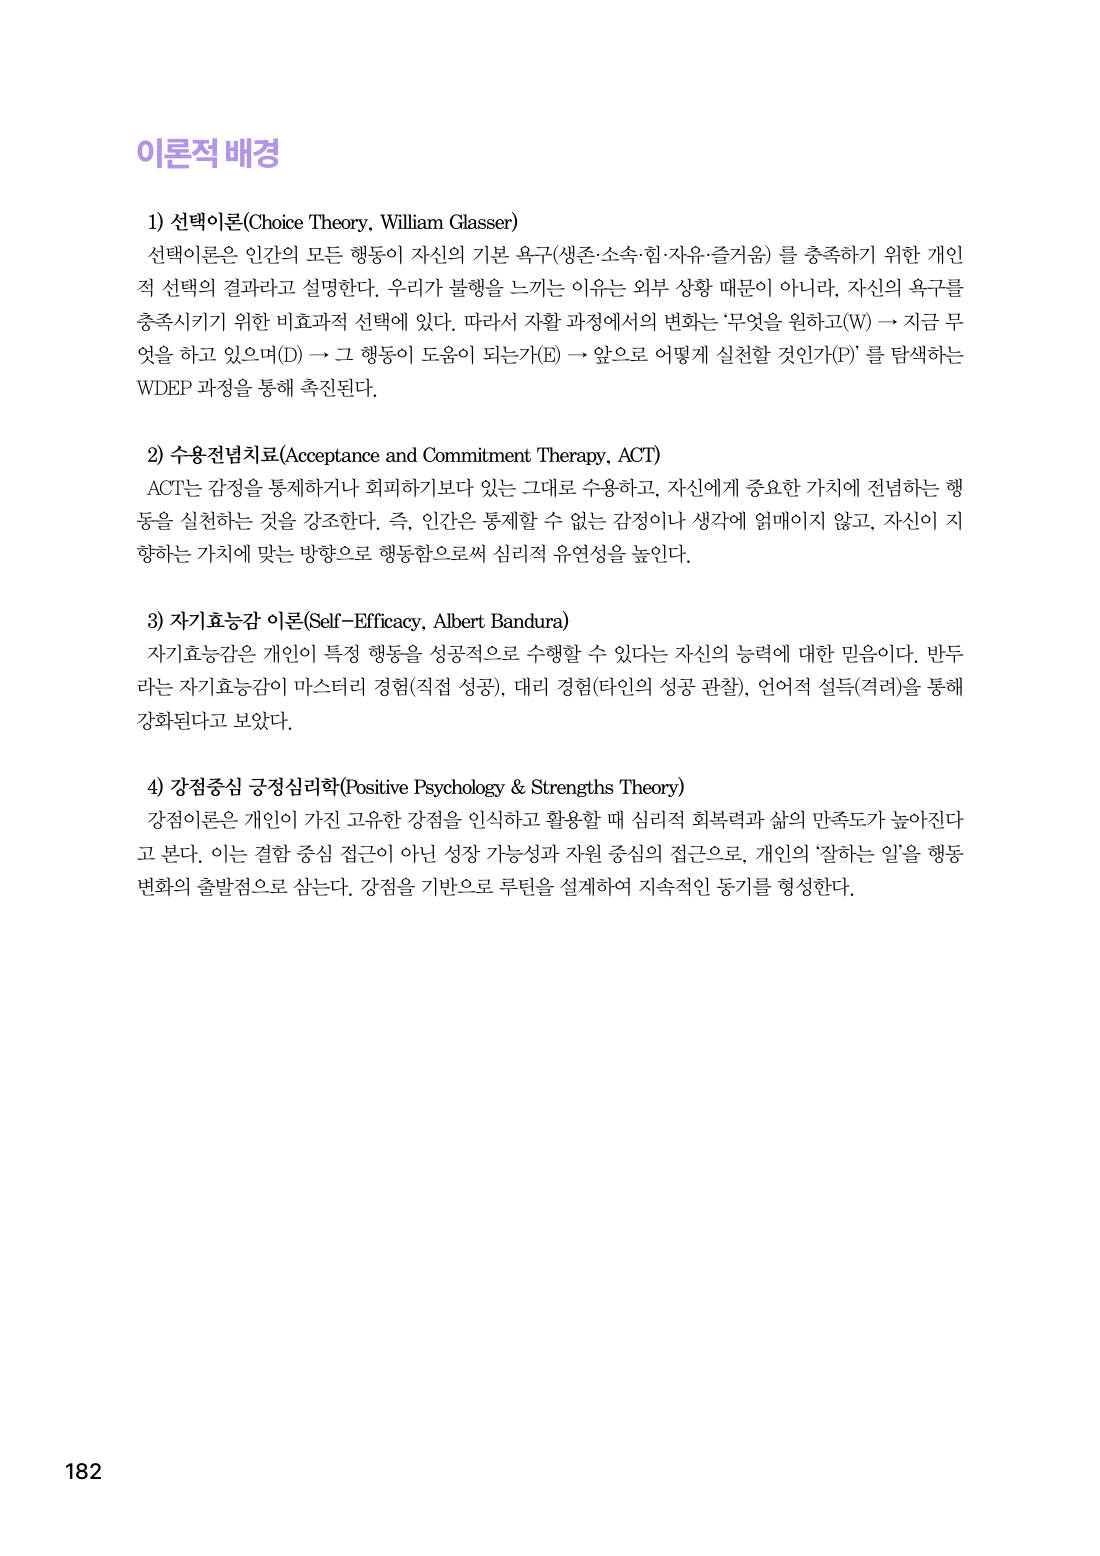 이론적 배경
1) 선택이론(Choice Theory, William Glasser)
선택이론은 인간의 모든 행동이 자신의 기본 욕구(생존·소속·힘·자유·즐거움) 를 충족하기 위한 개인
적 선택의 결과라고 설명한다. 우리가 불행을 느끼는 이유는 외부 상황 때문이 아니라, 자신의 욕구를
충족시키기 위한 비효과적 선택에 있다. 따라서 자활 과정에서의 변화는 ‘무엇을 원하고(W) → 지금 무
엇을 하고 있으며(D) → 그 행동이 도움이 되는가(E) → 앞으로 어떻게 실천할 것인가(P)’ 를 탐색하는
WDEP 과정을 통해 촉진된다.
2) 수용전념치료(Acceptance and Commitment Therapy, ACT)
ACT는 감정을 통제하거나 회피하기보다 있는 그대로 수용하고, 자신에게 중요한 가치에 전념하는 행
동을 실천하는 것을 강조한다. 즉, 인간은 통제할 수 없는 감정이나 생각에 얽매이지 않고, 자신이 지
향하는 가치에 맞는 방향으로 행동함으로써 심리적 유연성을 높인다.
3) 자기효능감 이론(Self-Efficacy, Albert Bandura)
자기효능감은 개인이 특정 행동을 성공적으로 수행할 수 있다는 자신의 능력에 대한 믿음이다. 반두
라는 자기효능감이 마스터리 경험(직접 성공), 대리 경험(타인의 성공 관찰), 언어적 설득(격려)을 통해
강화된다고 보았다.
4) 강점중심 긍정심리학(Positive Psychology & Strengths Theory)
강점이론은 개인이 가진 고유한 강점을 인식하고 활용할 때 심리적 회복력과 삶의 만족도가 높아진다
고 본다. 이는 결함 중심 접근이 아닌 성장 가능성과 자원 중심의 접근으로, 개인의 ‘잘하는 일’을 행동
변화의 출발점으로 삼는다. 강점을 기반으로 루틴을 설계하여 지속적인 동기를 형성한다.
182